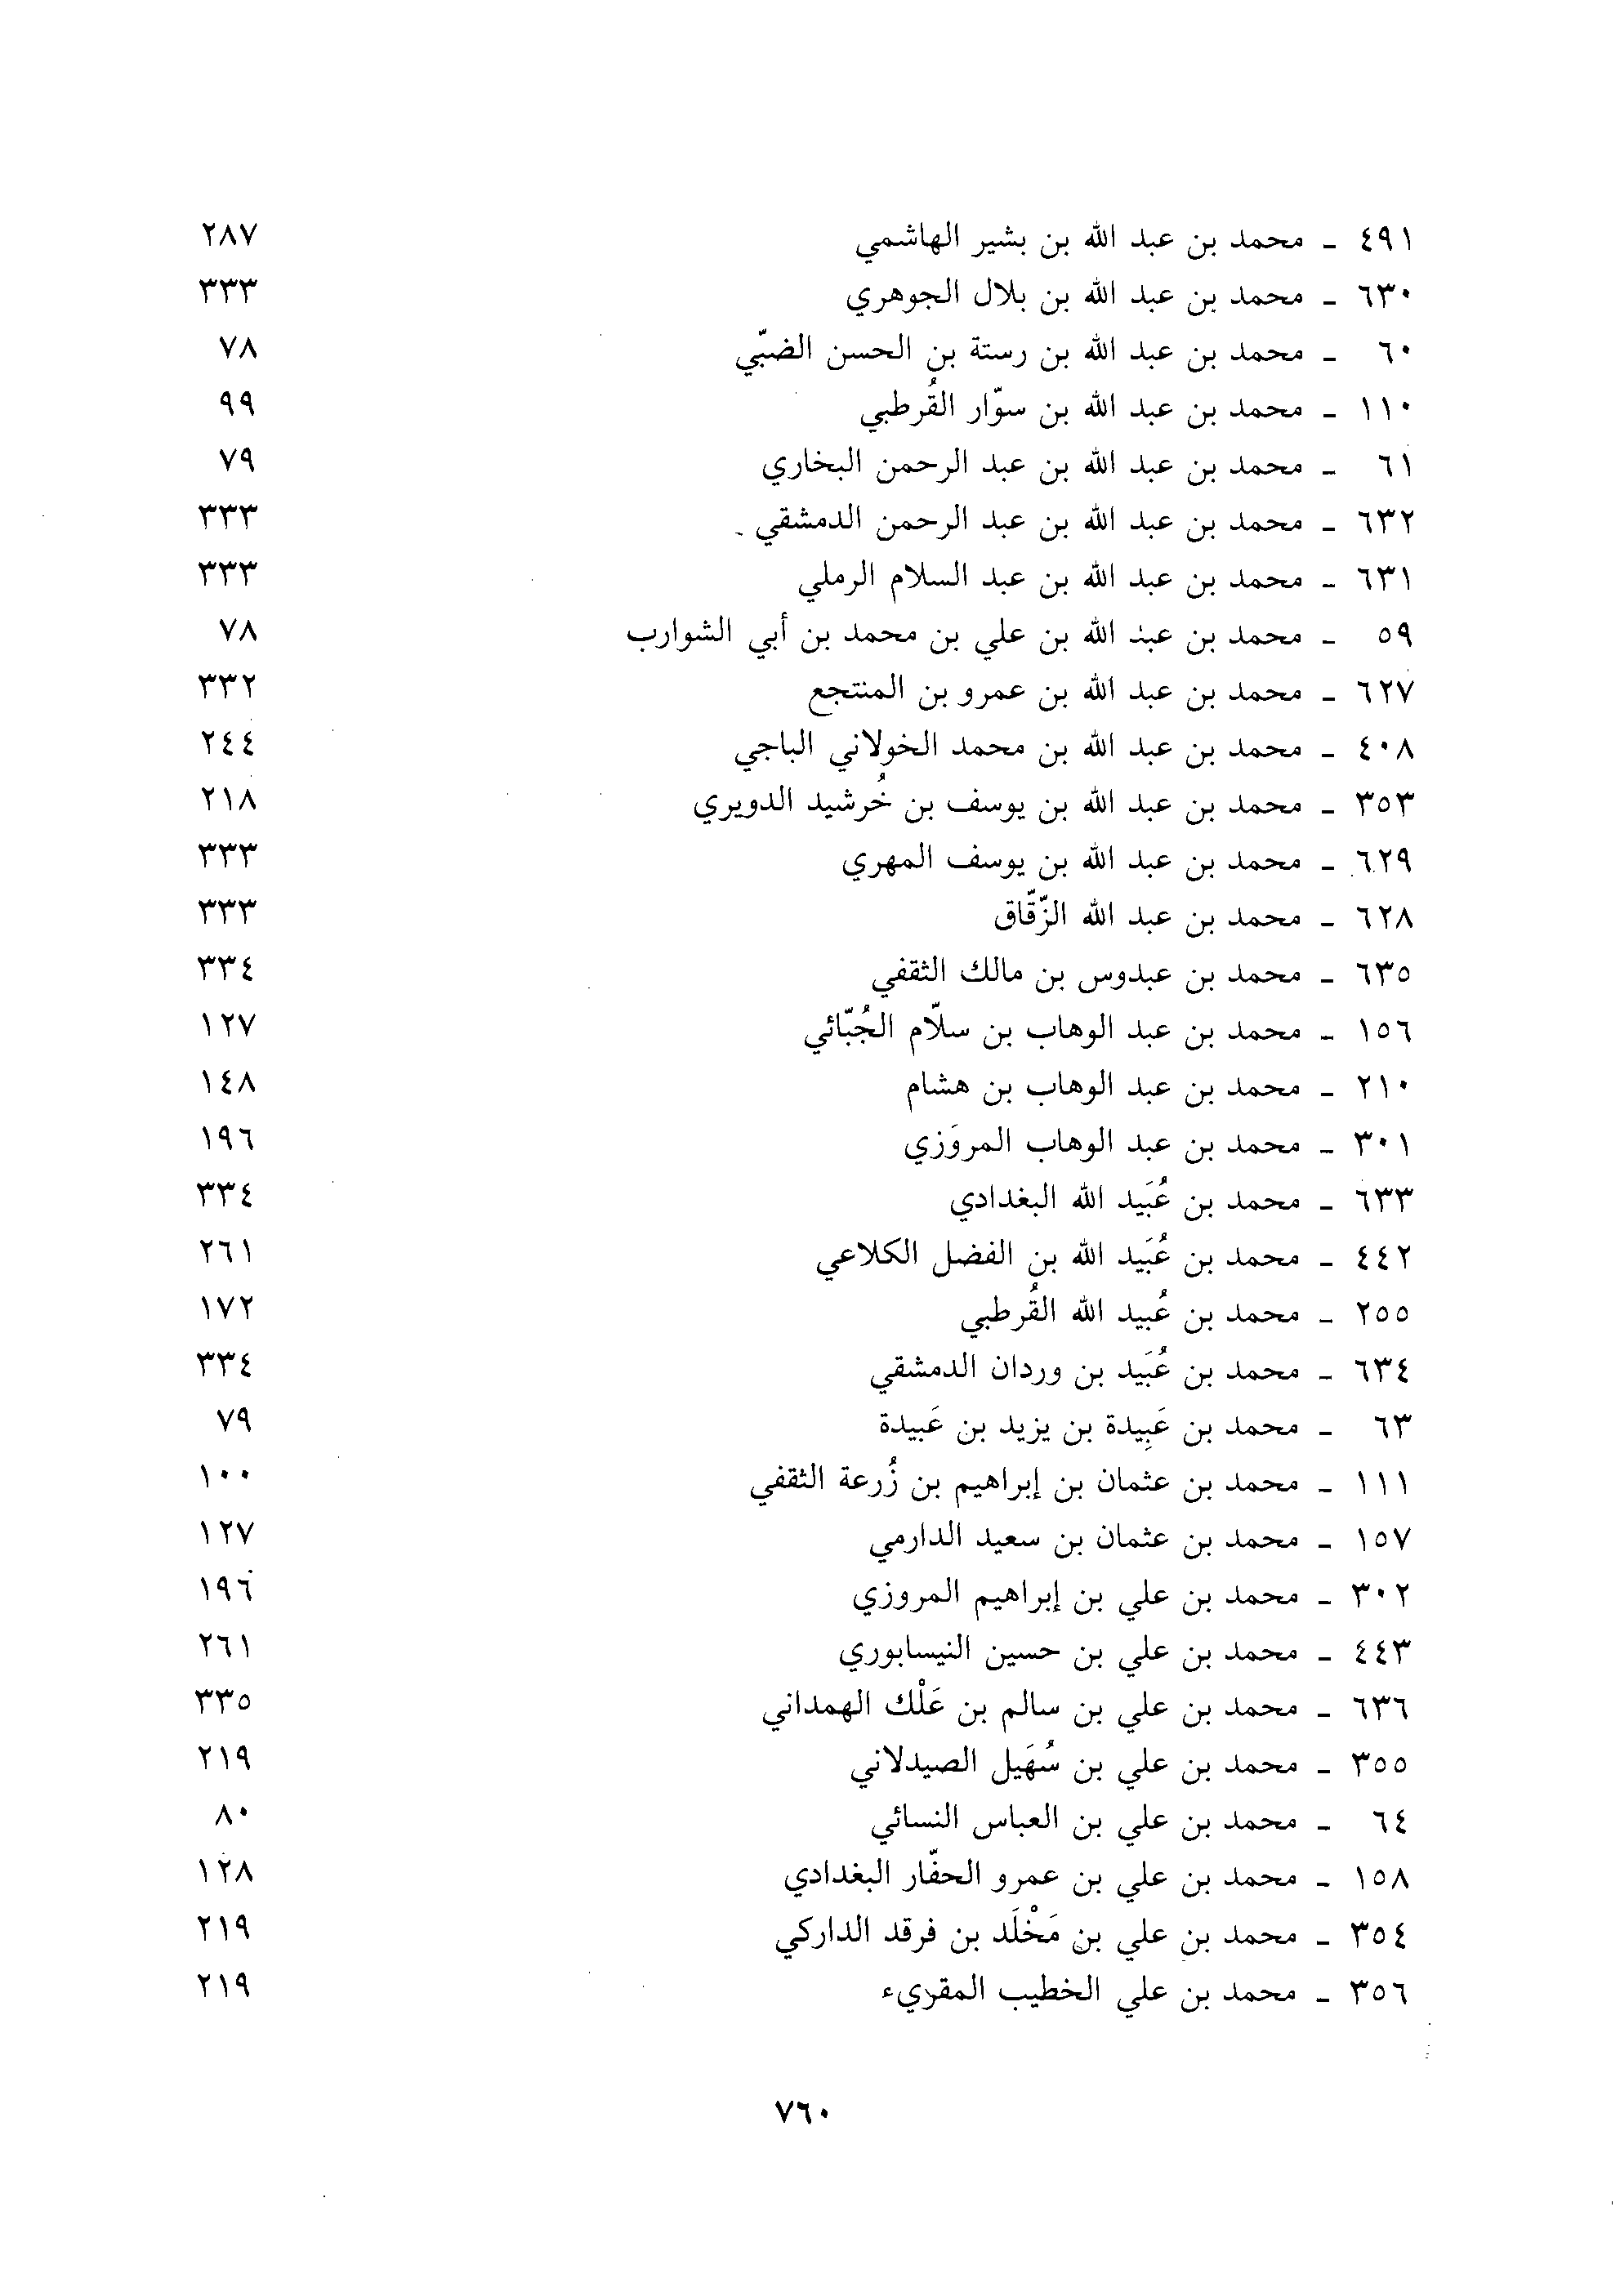 ٤٩١ - محمد بن عبد الله بن بشير الهاشمي ٢٨٧
٦٣٠ - محمد بن عبد الله بن بلال الجوهري ٣٣٣
٦٠ - محمد بن عبد الله بن رستة بن الحسن الضبّي ٧٨
١١٠ - محمد بن عبد الله بن سوّار القُرطبي ٩٩
٦١ - محمد بن عبد الله بن عبد الرحمن البخاري ٧٩
٦٣٢ - محمد بن عبد الله بن عبد الرحمن الدمشقي ٣٣٣
٦٣١ - محمد بن عبد الله بن عبد السلام الرملي ٣٣٣
٥٩ - محمد بن عبد الله بن علي بن محمد بن أبي الشوارب ٧٨
٦٢٧ - محمد بن عبد الله بن عمرو بن المنتجع ٣٣٢
٤٠٨ - محمد بن عبد الله بن محمد الخولاني الباجي ٢٤٤
٣٥٣ - محمد بن عبد الله بن يوسف بن خُرشيد الدويري ٢١٨
٦٢٩ - محمد بن عبد الله بن يوسف المهري ٣٣٣
٦٢٨ - محمد بن عبد الله الزّقّاق ٣٣٣
٦٣٥ - محمد بن عبدوس بن مالك الثقفي ٣٣٤
١٥٦ - محمد بن عبد الوهاب بن سلّام الجُبّائي ١٢٧
٢١٠ - محمد بن عبد الوهاب بن هشام ١٤٨
٣٠١ - محمد بن عبد الوهاب المروَزي ١٩٦
٦٣٣ - محمد بن عُبَيد الله البغدادي ٣٣٤
٤٤٢ - محمد بن عُبَيد الله بن الفضل الكلاعي ٢٦١
٢٥٥ - محمد بن عُبيد الله القُرطبي ١٧٢
٦٣٤ - محمد بن عُبَيد بن وردان الدمشقي ٣٣٤
٦٣ - محمد بن عَبِيدة بن يزيد بن عَبيدة ٧٩
١١١ - محمد بن عثمان بن إبراهيم بن زُرعة الثقفي ١٠٠
١٥٧ - محمد بن عثمان بن سعيد الدارمي ١٢٧
٣٠٢ - محمد بن علي بن إبراهيم المروزي ١٩٦
٤٤٣ - محمد بن علي بن حسين النيسابوري ٢٦١
٦٣٦ - محمد بن علي بن سالم بن عَلْك الهمداني ٣٣٥
٣٥٥ - محمد بن علي بن سُهَيل الصيدلاني ٢١٩
٦٤ - محمد بن علي بن العباس النسائي ٨٠
١٥٨ - محمد بن علي بن عمرو الحفّار البغدادي ١٢٨
٣٥٤ - محمد بن علي بن مَخْلَد بن فرقد الداركي ٢١٩
٣٥٦ - محمد بن علي الخطيب المقريء ٢١٩
٧٦٠